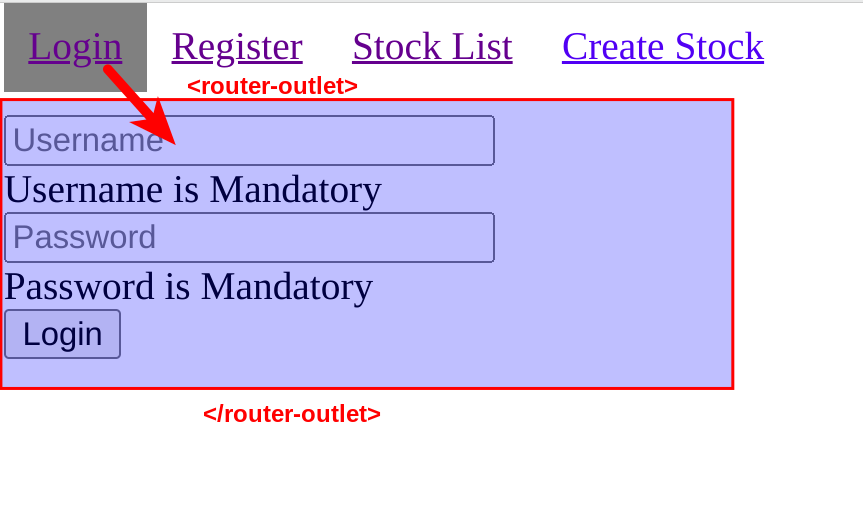 Login Register Stock List Create Stock
<router-outlet>
Username
Username is Mandatory
Password
Password is Mandatory
Login
</router-outlet>